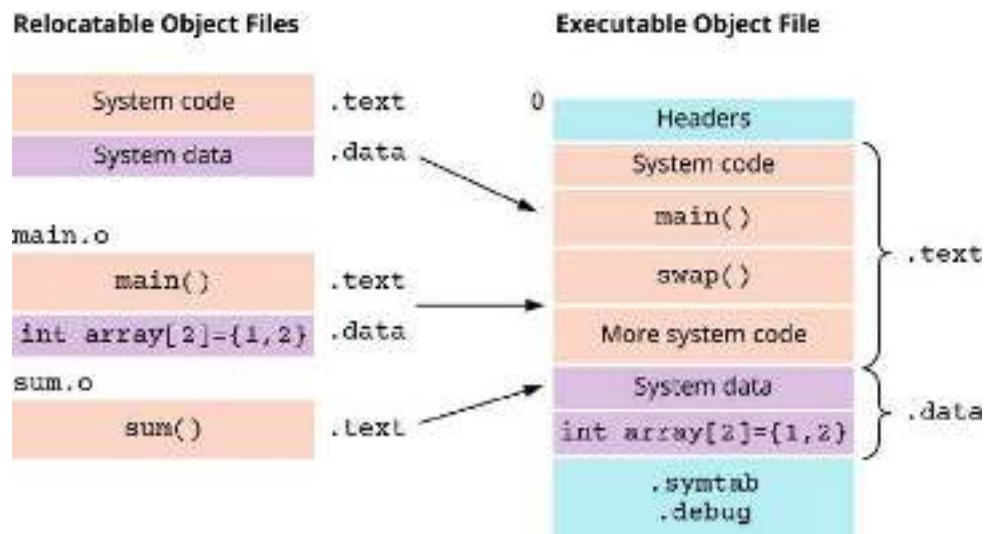 Relocatable Object Files
System code
.text
System data
.data
main.o
main()
.text
int array[2]={1,2}
.data
sum.o
sum()
.text
Executable Object File
0
Headers
System code
main()
swap()
More system code
.text
System data
int array[2]={1,2}
.data
.symtab
.debug